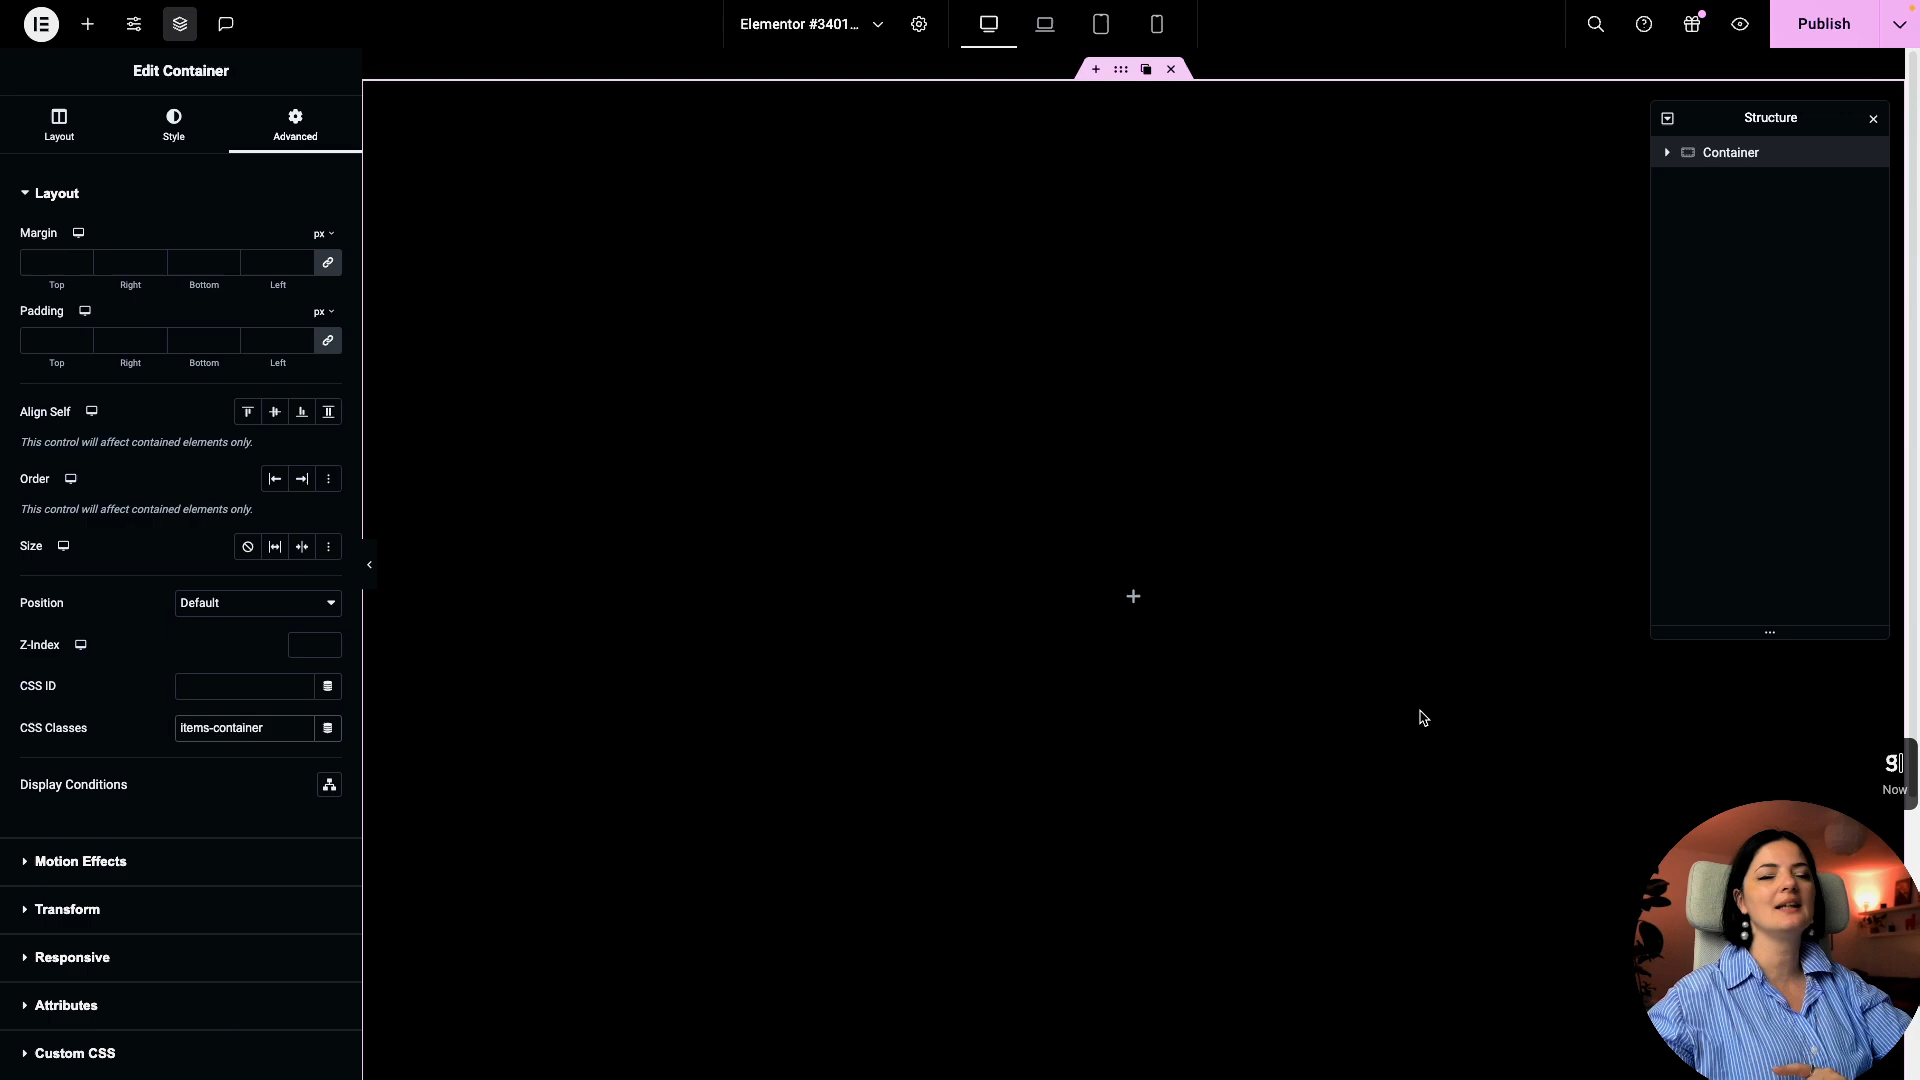 Elementor #3401...
Publish
Edit Container
Layout
Style
Advanced
Structure
Container
Layout
Margin
px
Top
Right
Bottom
Left
Padding
px
Top
Right
Bottom
Left
Align Self
This control will affect contained elements only.
Order
This control will affect contained elements only.
Size
Position
Default
Z-Index
CSS ID
CSS Classes
items-container
Display Conditions
Now
Motion Effects
Transform
Responsive
Attributes
Custom CSS